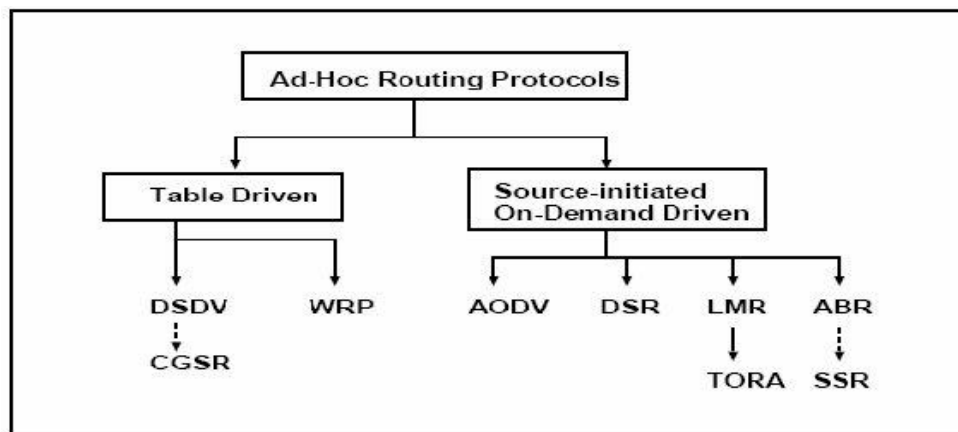 Ad-Hoc Routing Protocols
Table Driven
Source-initiated
On-Demand Driven
DSDV
WRP
AODV
DSR
LMR
ABR
CGSR
TORA
SSR